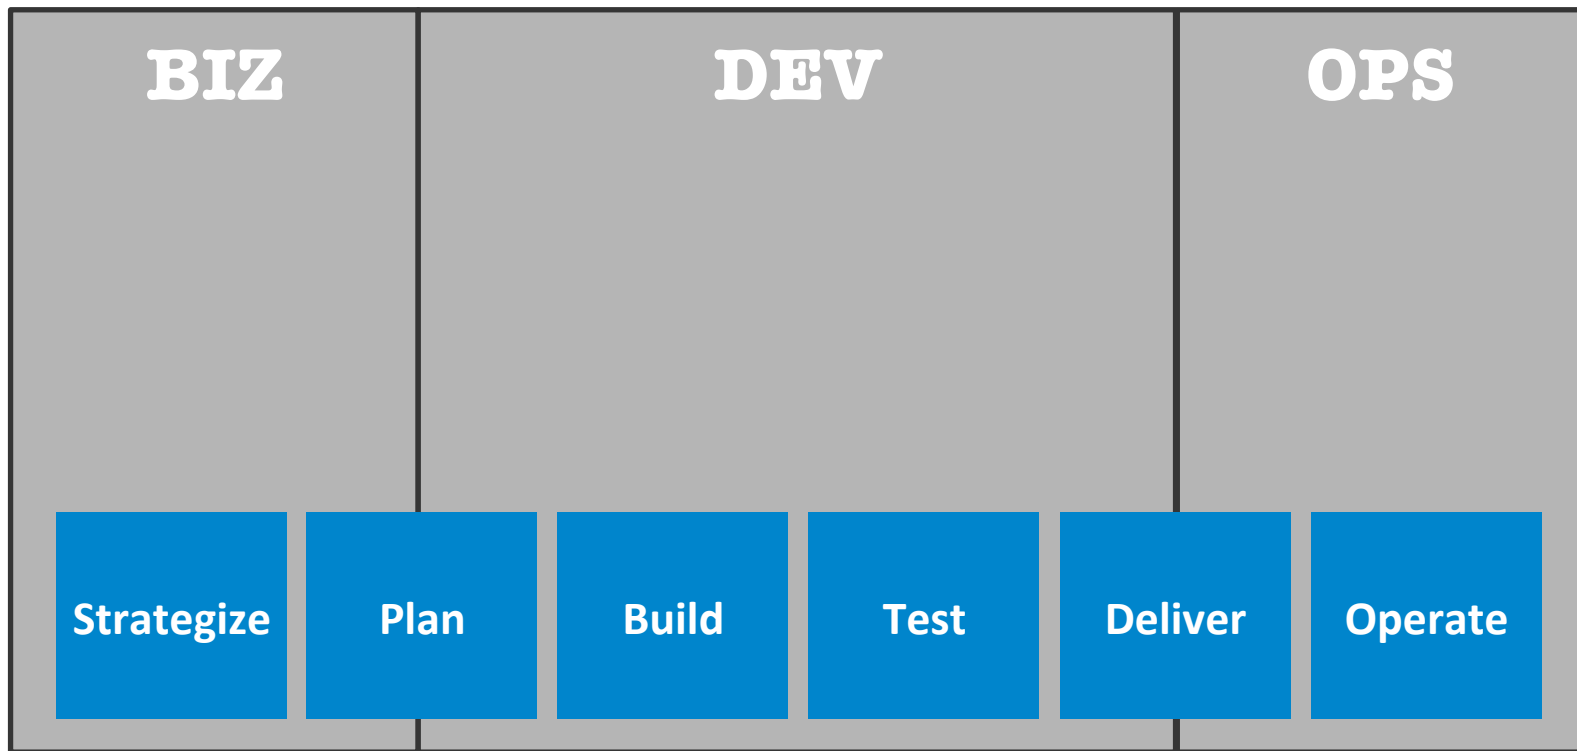 BIZ DEV OPS
Strategize Plan Build Test Deliver Operate